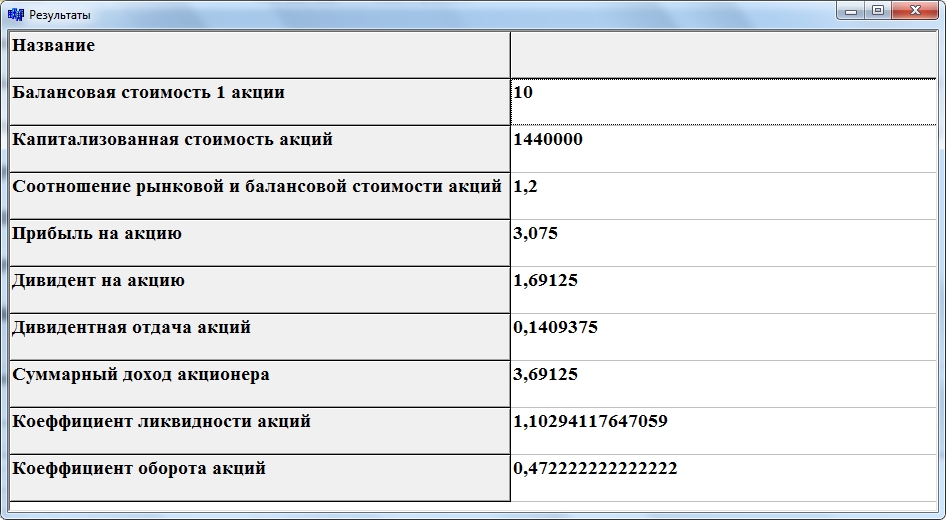 Результаты
Название
Балансовая стоимость 1 акции 10
Капитализованная стоимость акций 1440000
Соотношение рынковой и балансовой стоимости акций 1,2
Прибыль на акцию 3,075
Дивидент на акцию 1,69125
Дивидентная отдача акций 0,1409375
Суммарный доход акционера 3,69125
Коеффициент ликвидности акций 1,10294117647059
Коеффициент оборота акций 0,472222222222222